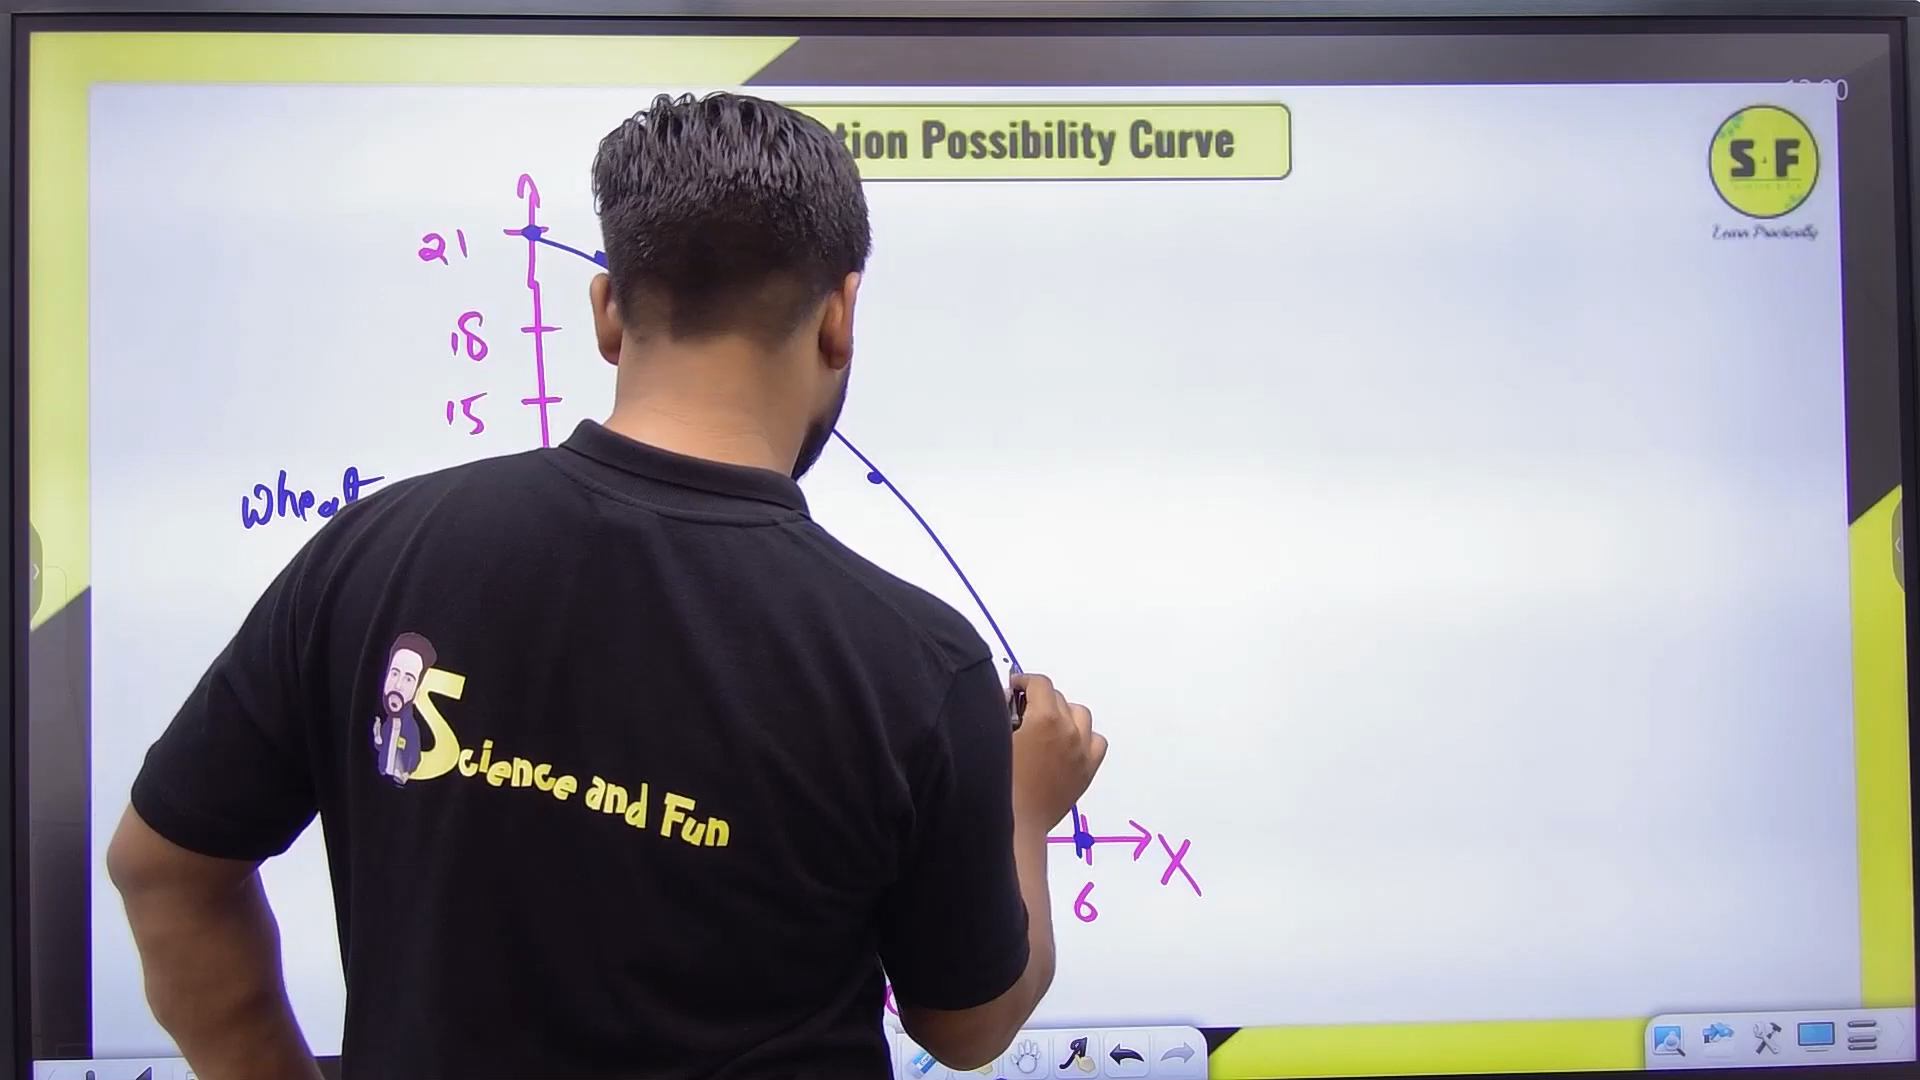 tion Possibility Curve
S F
Learn Practically
21
18
15
wheat
Science and Fun
X
6